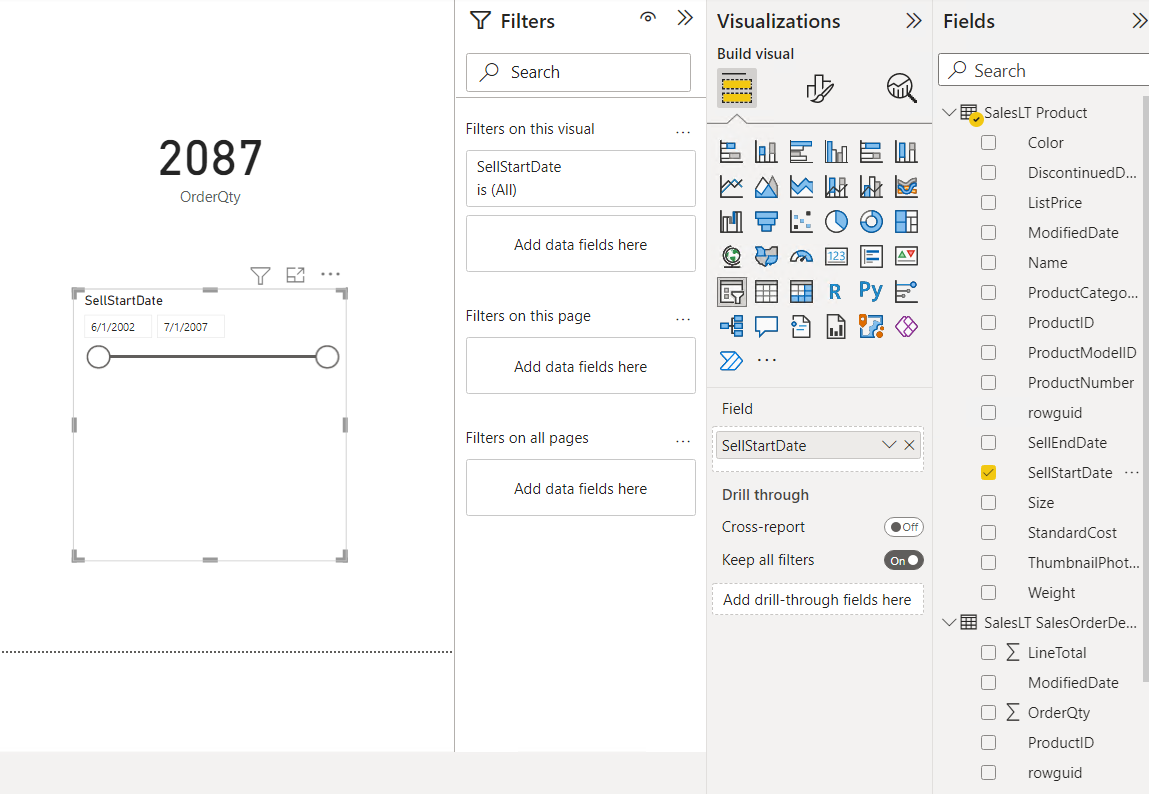 2087
OrderQty
SellStartDate
6/1/2002
7/1/2007
Filters
Search
Filters on this visual
...
SellStartDate
is (All)
Add data fields here
Filters on this page
...
Add data fields here
Filters on all pages
...
Add data fields here
Visualizations
Build visual
123
R
Py
...
Field
SellStartDate
Drill through
Cross-report
Off
Keep all filters
On
Add drill-through fields here
Fields
Search
SalesLT Product
Color
DiscontinuedD...
ListPrice
ModifiedDate
Name
ProductCatego...
ProductID
ProductModelID
ProductNumber
rowguid
SellEndDate
SellStartDate ...
Size
StandardCost
ThumbnailPhot...
Weight
SalesLT SalesOrderDe...
∑ LineTotal
ModifiedDate
∑ OrderQty
ProductID
rowguid